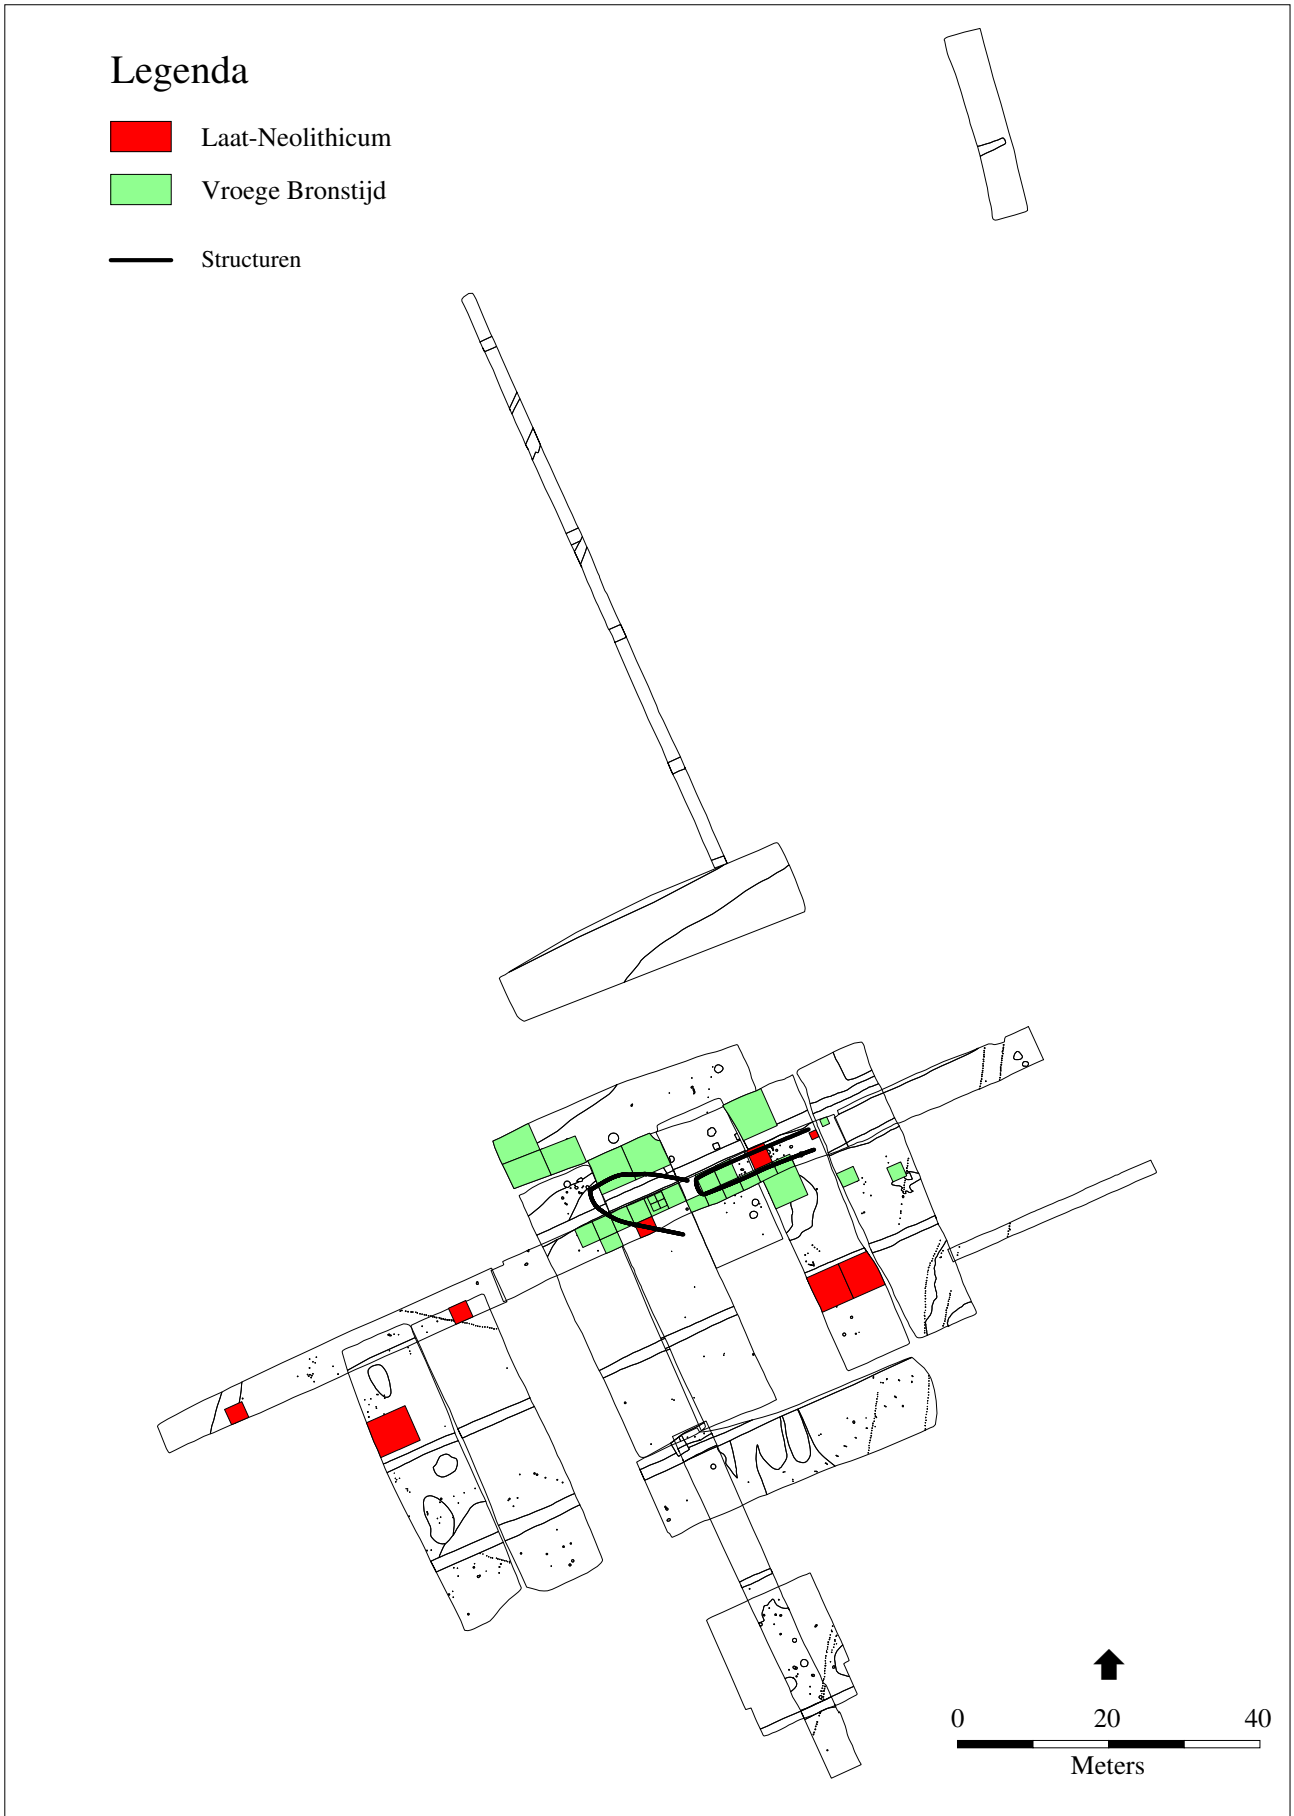 Legenda
Laat-Neolithicum
Vroege Bronstijd
Structuren
0 20 40
Meters